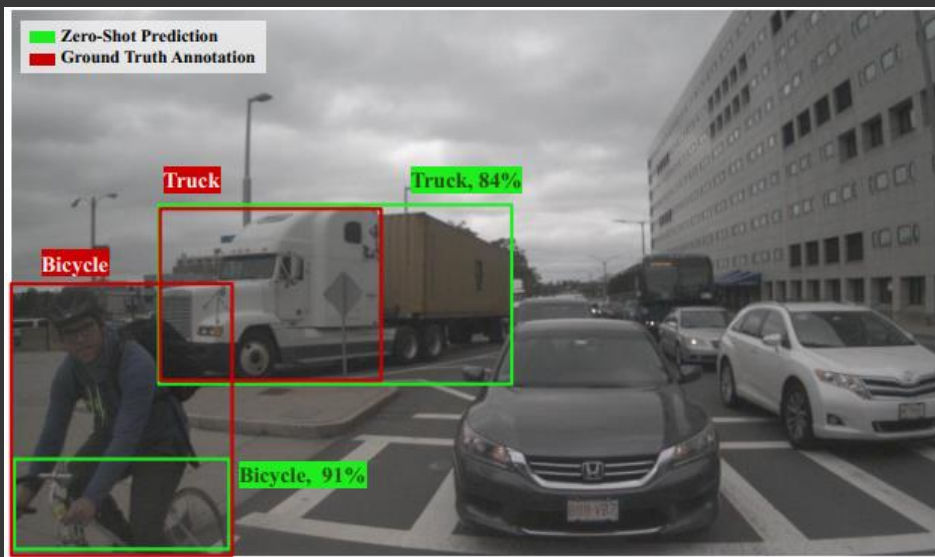 Zero-Shot Prediction
Ground Truth Annotation
Truck
Truck, 84%
Bicycle
Bicycle, 91%